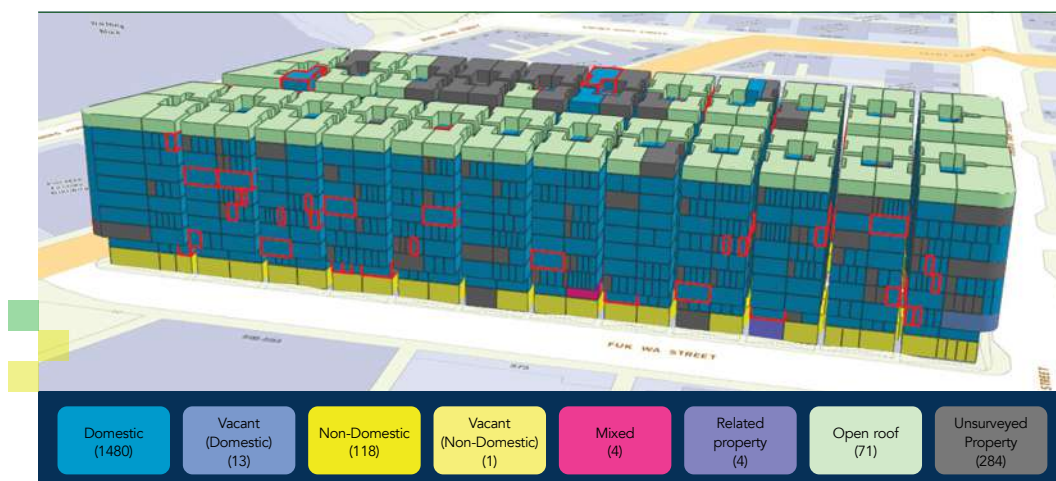 FUK WA STREET
STREET
Domestic
(1480)
Vacant
(Domestic)
(13)
Non-Domestic
(118)
Vacant
(Non-Domestic)
(1)
Mixed
(4)
Related
property
(4)
Open roof
(71)
Unsurveyed
Property
(284)